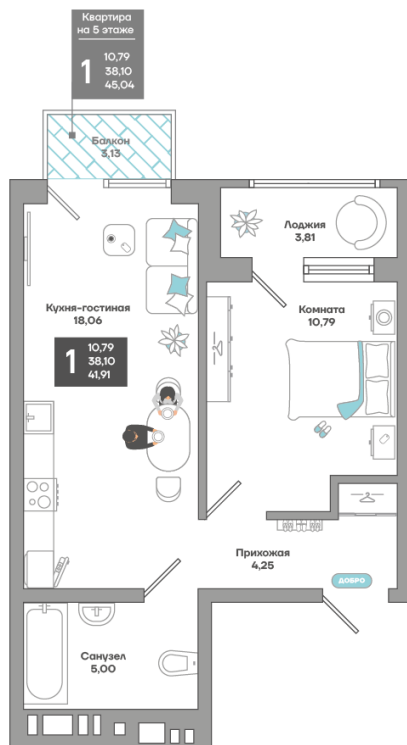 Квартира
на 5 этаже
1
10,79
38,10
45,04
Балкон
3,13
Лоджия
3,81
Кухня-гостиная
18,06
Комната
10,79
1
10,79
38,10
41,91
Прихожая
4,25
ДОБРО
Санузел
5,00